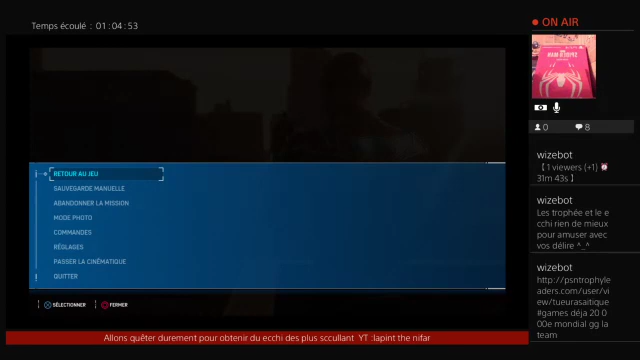 Temps écoulé : 01:04:53
ON AIR
0
8
RETOUR AU JEU
SAUVEGARDE MANUELLE
ABANDONNER LA MISSION
MODE PHOTO
COMMANDES
RÉGLAGES
PASSER LA CINÉMATIQUE
QUITTER
SÉLECTIONNER
FERMER
wizebot
【 1 viewers (+1) ⏰
31m 43s 】
wizebot
Les trophée et le e
cchi rien de mieux
pour amuser avec
vos délire ^_^
wizebot
http://psntrophyle
aders.com/user/vi
ew/tueurasaitique
#games déja 20 0
00e mondial gg la
team
Allons quêter durement pour obtenir du ecchi des plus sccullant YT :lapint the nifar